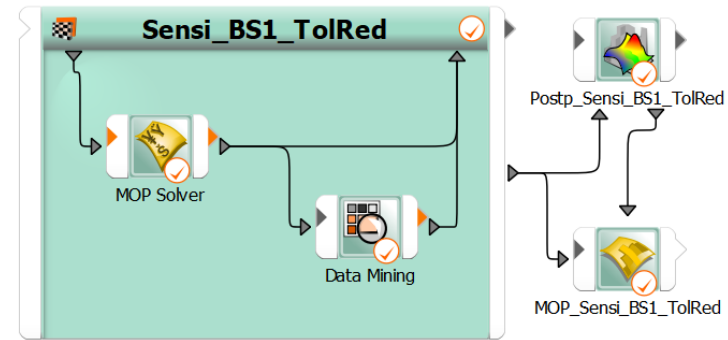 Sensi_BS1_TolRed
Postp_Sensi_BS1_TolRed
MOP Solver
Data Mining
MOP_Sensi_BS1_TolRed